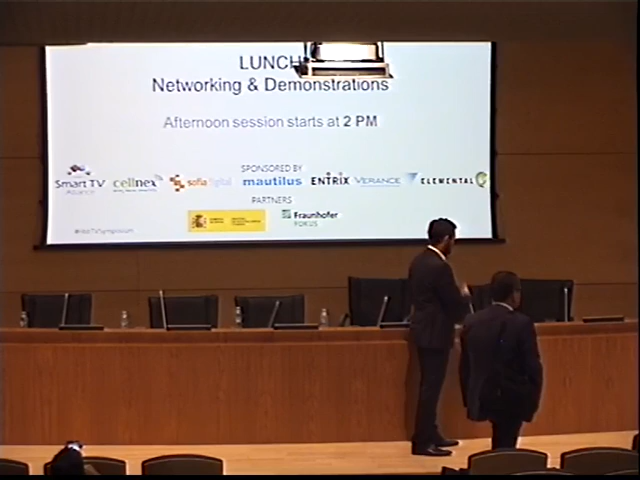 LUNCH
Networking & Demonstrations
Afternoon session starts at 2 PM
SPONSORED BY
Smart TV
Alliance
cellnex
sofia digital
mautilus
ENTRIX
VERANCE
ELEMENTAL
PARTNERS
Fraunhofer
FOKUS